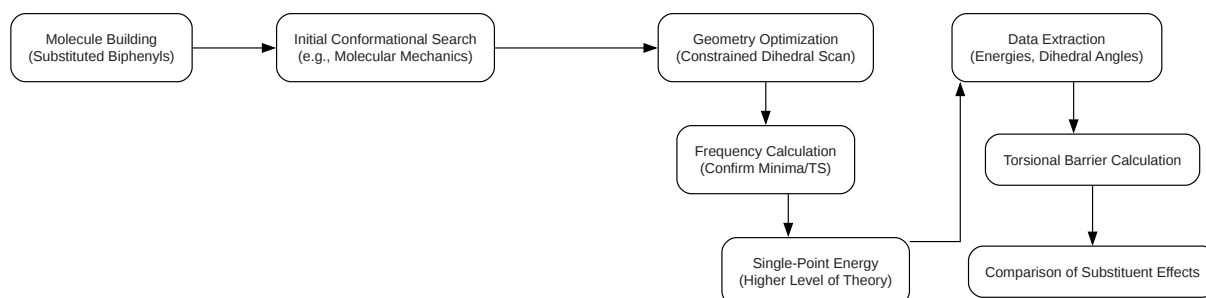 Molecule Building
(Substituted Biphenyls)
Initial Conformational Search
(e.g., Molecular Mechanics)
Geometry Optimization
(Constrained Dihedral Scan)
Frequency Calculation
(Confirm Minima/TS)
Single-Point Energy
(Higher Level of Theory)
Data Extraction
(Energies, Dihedral Angles)
Torsional Barrier Calculation
Comparison of Substituent Effects